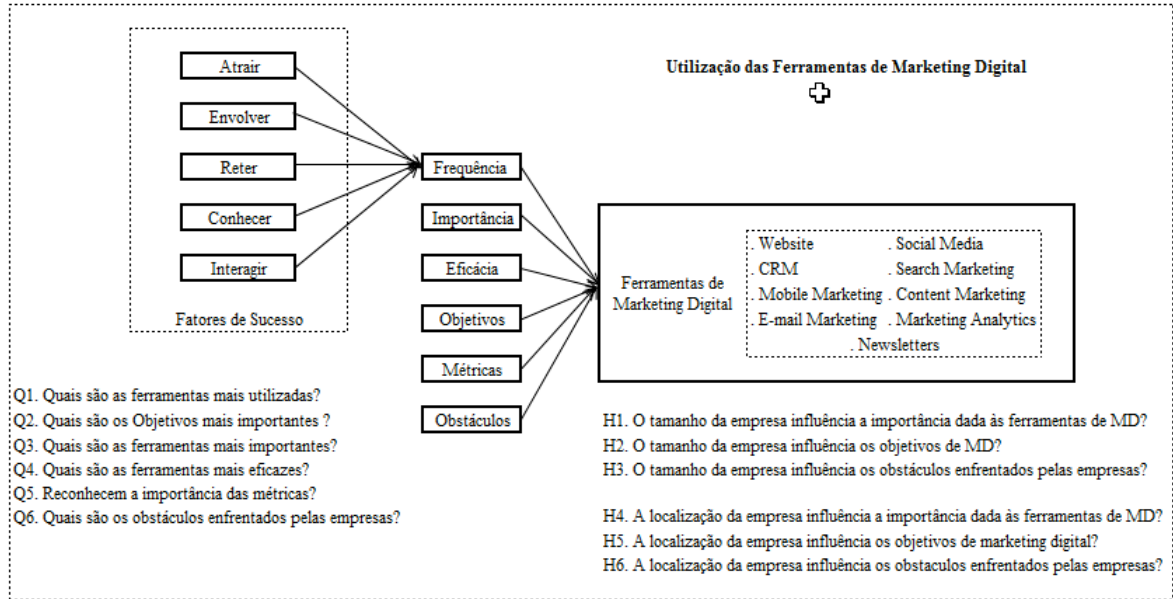 Utilização das Ferramentas de Marketing Digital
Atrair
Envolver
Reter
Conhecer
Interagir
Fatores de Sucesso
Frequência
Importância
Eficácia
Objetivos
Métricas
Obstáculos
Ferramentas de
Marketing Digital
. Website
. Social Media
. CRM
. Search Marketing
. Mobile Marketing
. Content Marketing
. E-mail Marketing
. Marketing Analytics
. Newsletters
Q1. Quais são as ferramentas mais utilizadas?
Q2. Quais são os Objetivos mais importantes ?
Q3. Quais são as ferramentas mais importantes?
Q4. Quais são as ferramentas mais eficazes?
Q5. Reconhecem a importância das métricas?
Q6. Quais são os obstáculos enfrentados pelas empresas?
H1. O tamanho da empresa influência a importância dada às ferramentas de MD?
H2. O tamanho da empresa influência os objetivos de MD?
H3. O tamanho da empresa influência os obstáculos enfrentados pelas empresas?
H4. A localização da empresa influência a importância dada às ferramentas de MD?
H5. A localização da empresa influência os objetivos de marketing digital?
H6. A localização da empresa influência os obstaculos enfrentados pelas empresas?